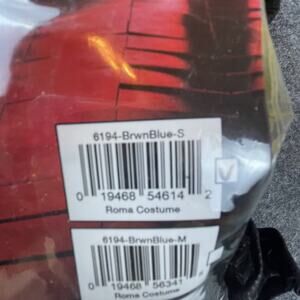 6194-BrwnBlue-S
0 19468 54614 2
Roma Costume
6194-BrwnBlue-M
0 19468 56341
Roma Costume